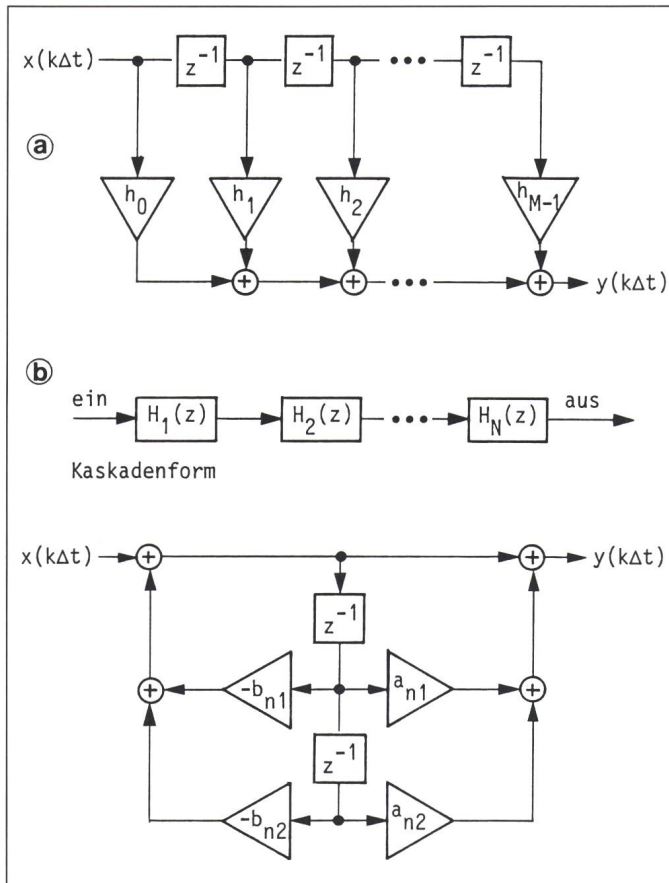 x(kΔt) z⁻¹ z⁻¹ ••• z⁻¹
a
h₀ h₁ h₂ h_M-1
+ + ••• + y(kΔt)
b
ein H₁(z) H₂(z) ••• H_N(z) aus
Kaskadenform
x(kΔt) + + y(kΔt)
z⁻¹
+ -b_n1 a_n1 +
z⁻¹
-b_n2 a_n2